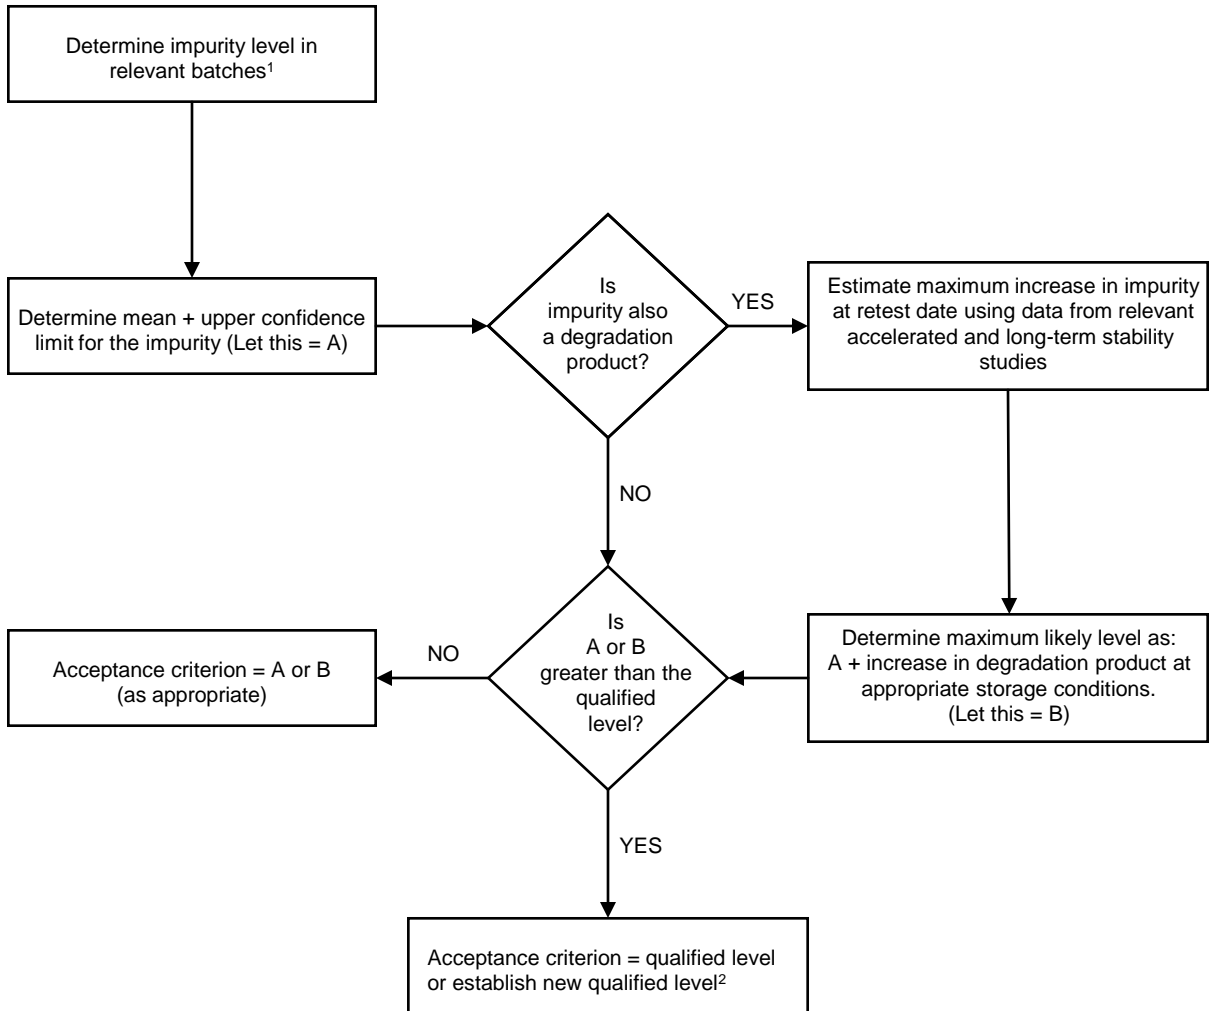 Determine impurity level in
relevant batches¹
Determine mean + upper confidence
limit for the impurity (Let this = A)
Is
impurity also
a degradation
product?
YES
Estimate maximum increase in impurity
at retest date using data from relevant
accelerated and long-term stability
studies
NO
Determine maximum likely level as:
A + increase in degradation product at
appropriate storage conditions.
(Let this = B)
Is
A or B
greater than the
qualified
level?
NO
Acceptance criterion = A or B
(as appropriate)
YES
Acceptance criterion = qualified level
or establish new qualified level²